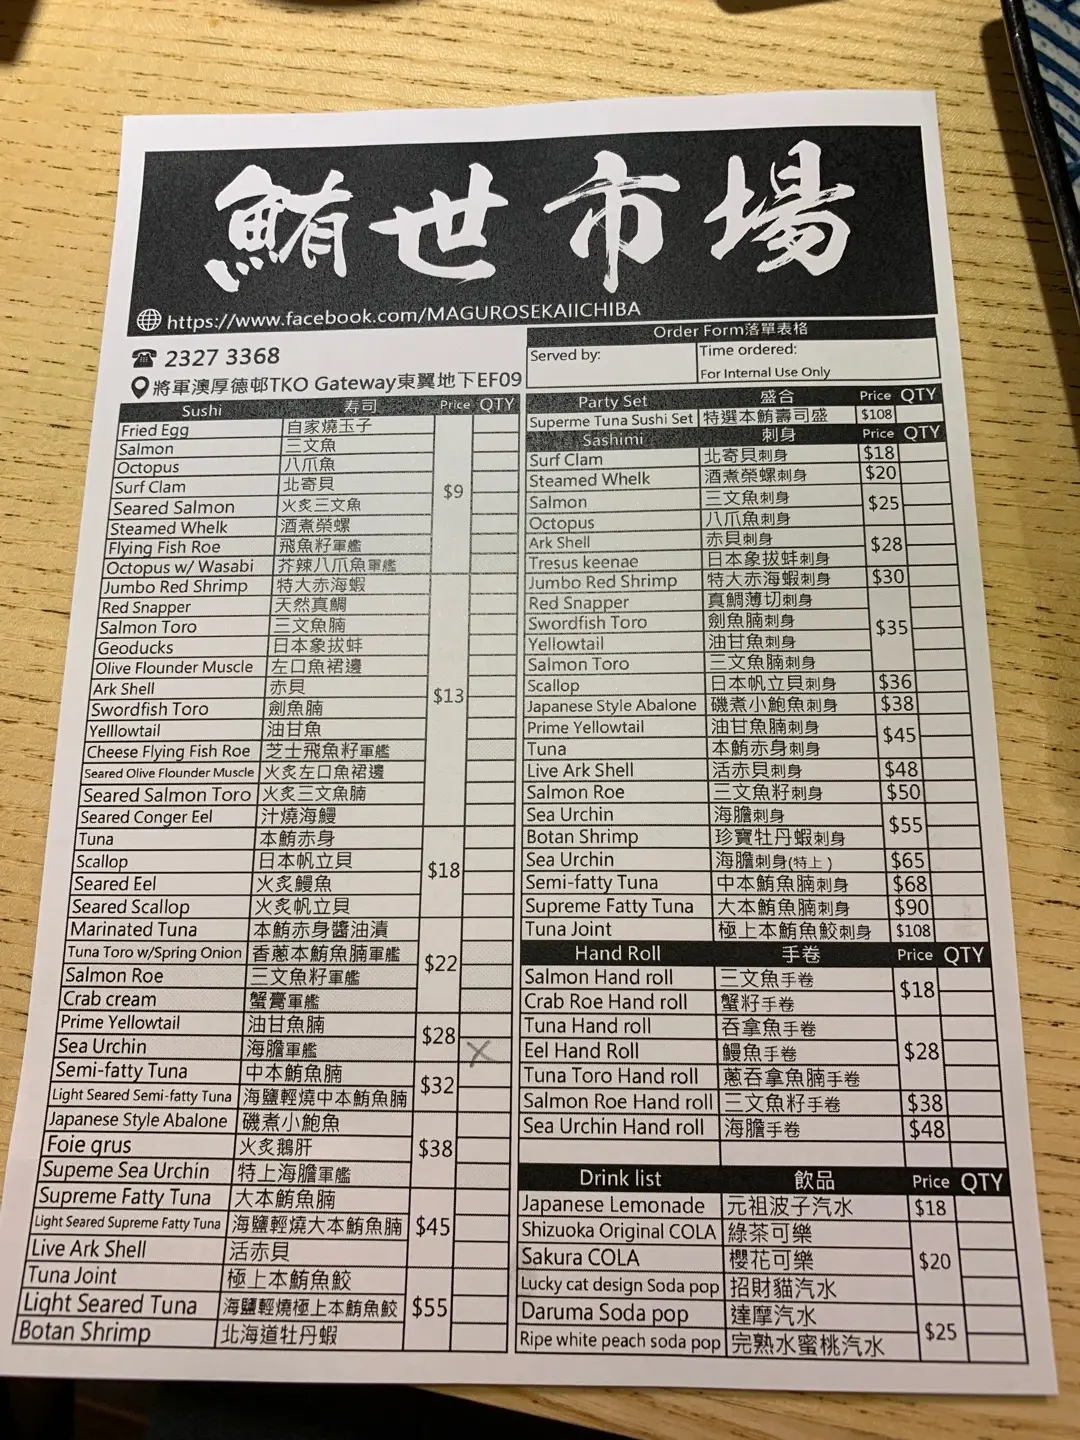 鮪世市場
https://www.facebook.com/MAGUROSEKAIICHIBA
2327 3368
將軍澳厚德邨TKO Gateway東翼地下EF09
Order Form落單表格
Served by:
Time ordered:
For Internal Use Only
Sushi 寿司 Price QTY
Fried Egg 自家燒玉子
Salmon 三文魚
Octopus 八爪魚
Surf Clam 北寄貝 $9
Seared Salmon 火炙三文魚
Steamed Whelk 酒煮榮螺
Flying Fish Roe 飛魚籽軍艦
Octopus w/ Wasabi 芥辣八爪魚軍艦
Jumbo Red Shrimp 特大赤海蝦
Red Snapper 天然真鯛
Salmon Toro 三文魚腩
Geoducks 日本象拔蚌
Olive Flounder Muscle 左口魚裙邊
Ark Shell 赤貝 $13
Swordfish Toro 劍魚腩
Yelllowtail 油甘魚
Cheese Flying Fish Roe 芝士飛魚籽軍艦
Seared Olive Flounder Muscle 火炙左口魚裙邊
Seared Salmon Toro 火炙三文魚腩
Seared Conger Eel 汁燒海鰻
Tuna 本鮪赤身
Scallop 日本帆立貝 $18
Seared Eel 火炙鰻魚
Seared Scallop 火炙帆立貝
Marinated Tuna 本鮪赤身醬油漬
Tuna Toro w/Spring Onion 香蔥本鮪魚腩軍艦 $22
Salmon Roe 三文魚籽軍艦
Crab cream 蟹膏軍艦
Prime Yellowtail 油甘魚腩 $28
Sea Urchin 海膽軍艦 X
Semi-fatty Tuna 中本鮪魚腩 $32
Light Seared Semi-fatty Tuna 海鹽輕燒中本鮪魚腩
Japanese Style Abalone 磯煮小鮑魚
Foie grus 火炙鵝肝 $38
Supeme Sea Urchin 特上海膽軍艦
Supreme Fatty Tuna 大本鮪魚腩
Light Seared Supreme Fatty Tuna 海鹽輕燒大本鮪魚腩 $45
Live Ark Shell 活赤貝
Tuna Joint 極上本鮪魚鮫
Light Seared Tuna 海鹽輕燒極上本鮪魚鮫 $55
Botan Shrimp 北海道牡丹蝦
Party Set 盛合 Price QTY
Superme Tuna Sushi Set 特選本鮪壽司盛 $108
Sashimi 刺身 Price QTY
Surf Clam 北寄貝刺身 $18
Steamed Whelk 酒煮榮螺刺身 $20
Salmon 三文魚刺身 $25
Octopus 八爪魚刺身
Ark Shell 赤貝刺身 $28
Tresus keenae 日本象拔蚌刺身
Jumbo Red Shrimp 特大赤海蝦刺身 $30
Red Snapper 真鯛薄切刺身
Swordfish Toro 劍魚腩刺身 $35
Yellowtail 油甘魚刺身
Salmon Toro 三文魚腩刺身
Scallop 日本帆立貝刺身 $36
Japanese Style Abalone 磯煮小鮑魚刺身 $38
Prime Yellowtail 油甘魚腩刺身 $45
Tuna 本鮪赤身刺身
Live Ark Shell 活赤貝刺身 $48
Salmon Roe 三文魚籽刺身 $50
Sea Urchin 海膽刺身 $55
Botan Shrimp 珍寶牡丹蝦刺身
Sea Urchin 海膽刺身(特上) $65
Semi-fatty Tuna 中本鮪魚腩刺身 $68
Supreme Fatty Tuna 大本鮪魚腩刺身 $90
Tuna Joint 極上本鮪魚鮫刺身 $108
Hand Roll 手卷 Price QTY
Salmon Hand roll 三文魚手卷 $18
Crab Roe Hand roll 蟹籽手卷
Tuna Hand roll 吞拿魚手卷
Eel Hand Roll 鰻魚手卷 $28
Tuna Toro Hand roll 蔥吞拿魚腩手卷
Salmon Roe Hand roll 三文魚籽手卷 $38
Sea Urchin Hand roll 海膽手卷 $48
Drink list 飲品 Price QTY
Japanese Lemonade 元祖波子汽水 $18
Shizuoka Original COLA 綠茶可樂
Sakura COLA 櫻花可樂 $20
Lucky cat design Soda pop 招財貓汽水
Daruma Soda pop 達摩汽水 $25
Ripe white peach soda pop 完熟水蜜桃汽水